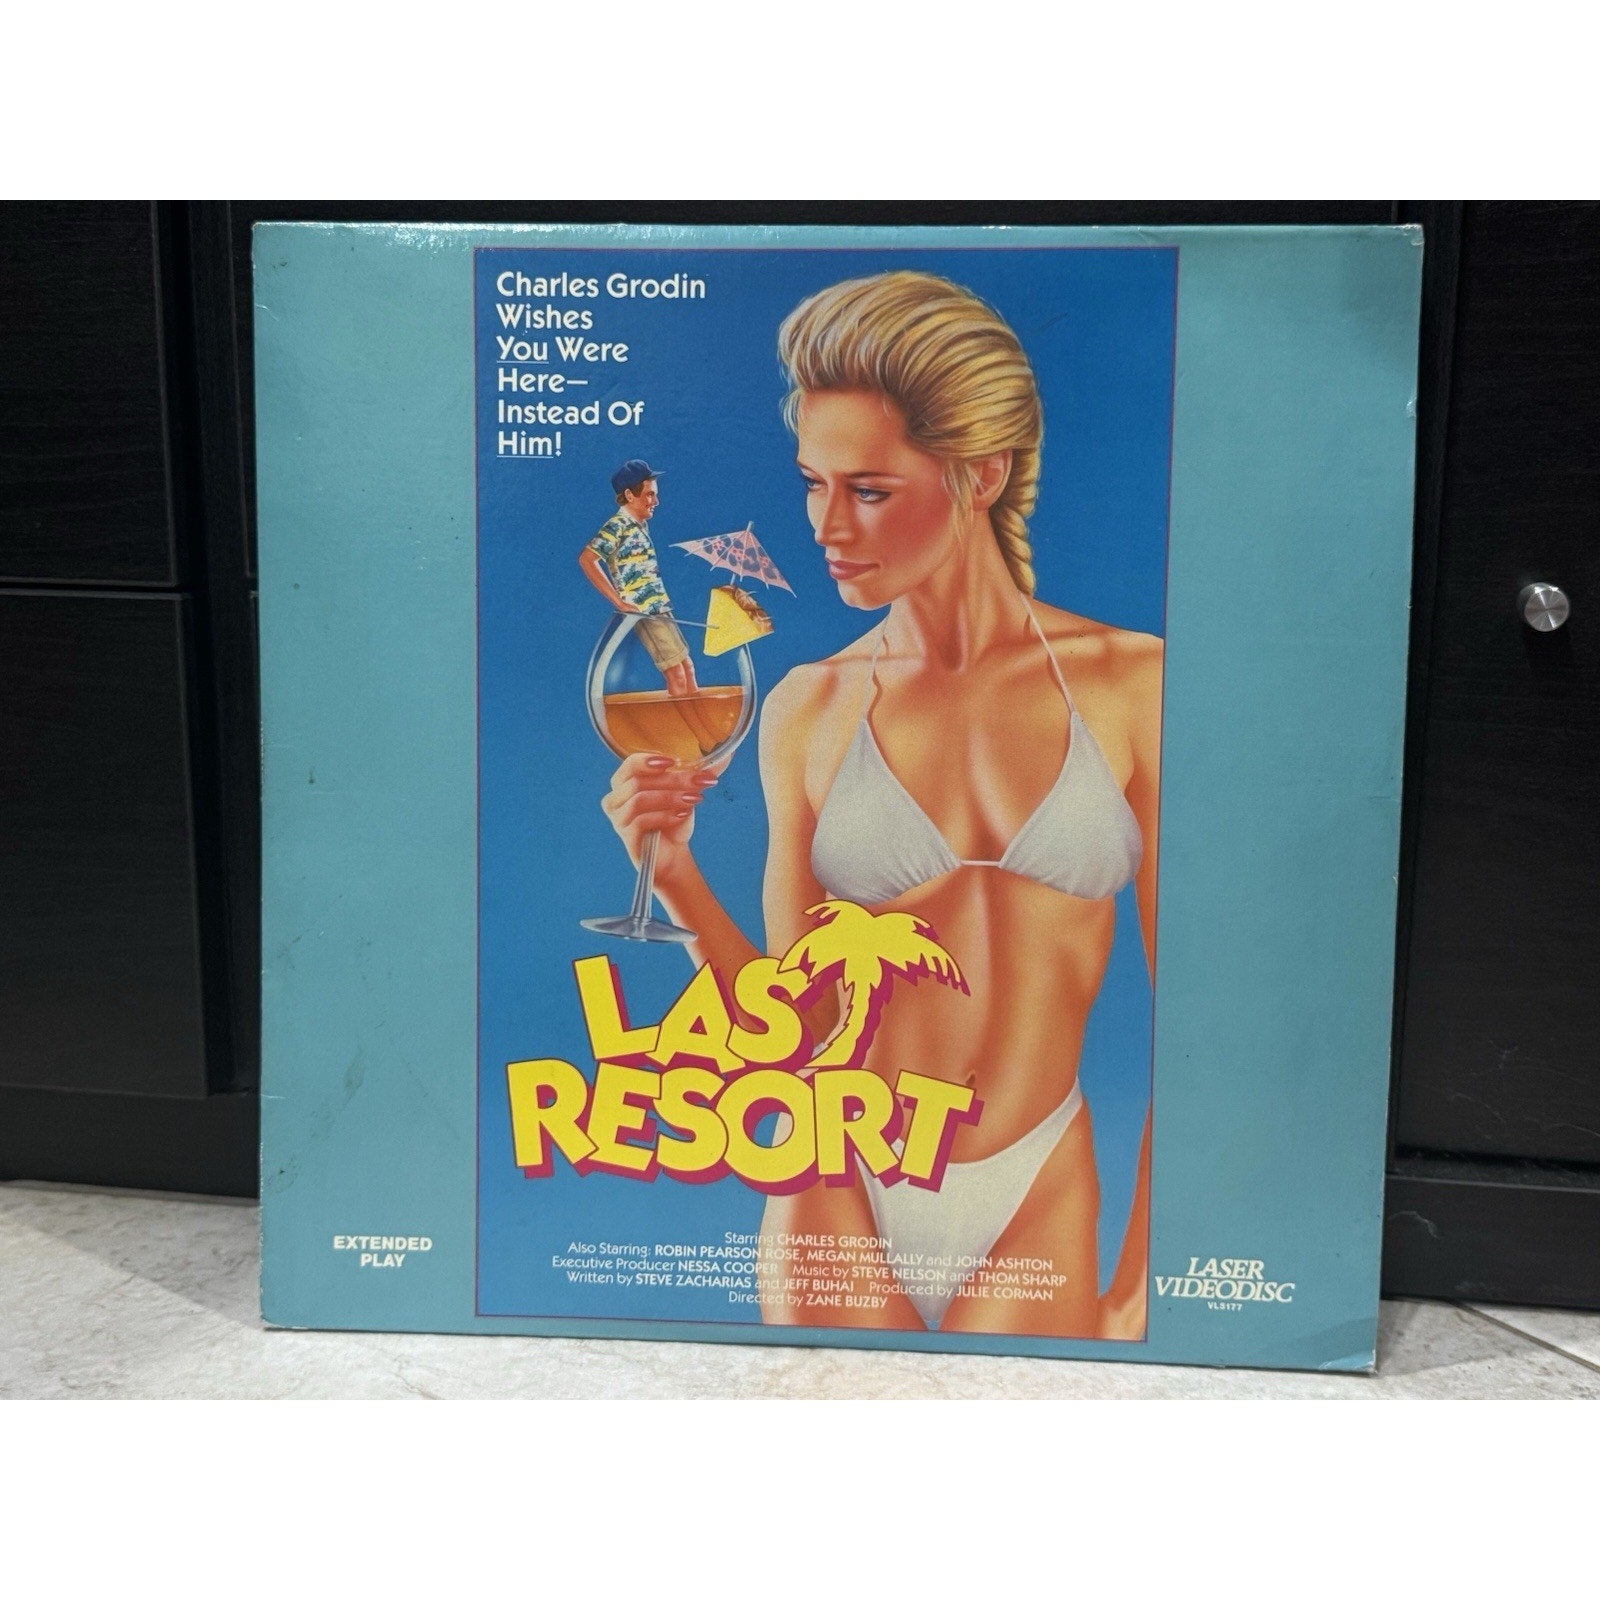 Charles Grodin
Wishes
You Were
Here—
Instead Of
Him!
LAST
RESORT
Starring CHARLES GRODIN
Also Starring: ROBIN PEARSON ROSE, MEGAN MULLALLY and JOHN ASHTON
Executive Producer NESSA COOPER Music by STEVE NELSON and THOM SHARP
Written by STEVE ZACHARIAS and JEFF BUHAI Produced by JULIE CORMAN
Directed by ZANE BUZBY
EXTENDED
PLAY
LASER
VIDEODISC
VL5177